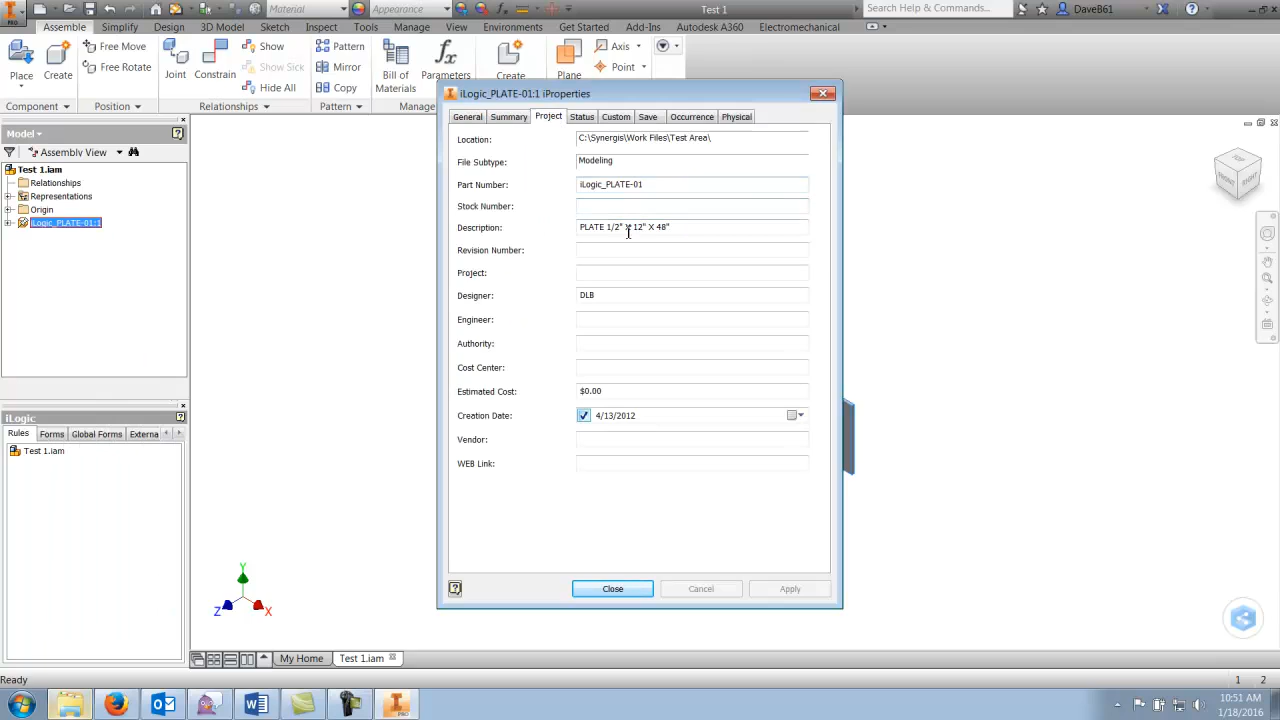 Material
Appearance
Test 1
Search Help & Commands...
DaveB61
PRO
Assemble Simplify Design 3D Model Sketch Inspect Tools Manage View Environments Get Started Add-Ins Autodesk A360 Electromechanical
Place
Create
Free Move
Free Rotate
Joint
Constrain
Show
Show Sick
Hide All
Pattern
Mirror
Copy
Bill of
Materials
Parameters
Create
Plane
Axis
Point
Component
Position
Relationships
Pattern
Manage
Model
Assembly View
Test 1.iam
Relationships
Representations
Origin
iLogic_PLATE-01:1
iLogic
Rules Forms Global Forms Externa
Test 1.iam
iLogic_PLATE-01:1 iProperties
General Summary Project Status Custom Save Occurrence Physical
Location: C:\Synergis\Work Files\Test Area\
File Subtype: Modeling
Part Number: iLogic_PLATE-01
Stock Number:
Description: PLATE 1/2" X 12" X 48"
Revision Number:
Project:
Designer: DLB
Engineer:
Authority:
Cost Center:
Estimated Cost: $0.00
Creation Date: 4/13/2012
Vendor:
WEB Link:
Close Cancel Apply
FRONT
RIGHT
Y
Z
X
My Home Test 1.iam
Ready
1 2
10:51 AM
1/18/2016